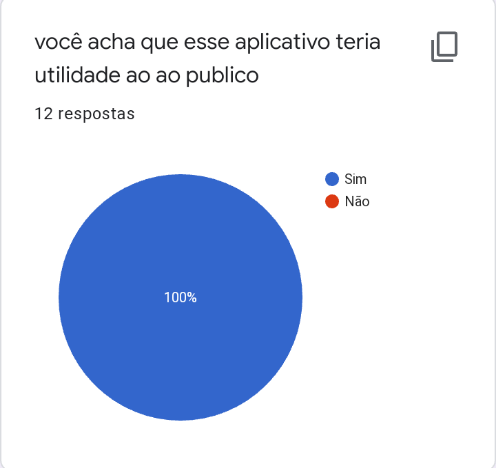 você acha que esse aplicativo teria
utilidade ao ao publico
12 respostas
Sim
Não
100%